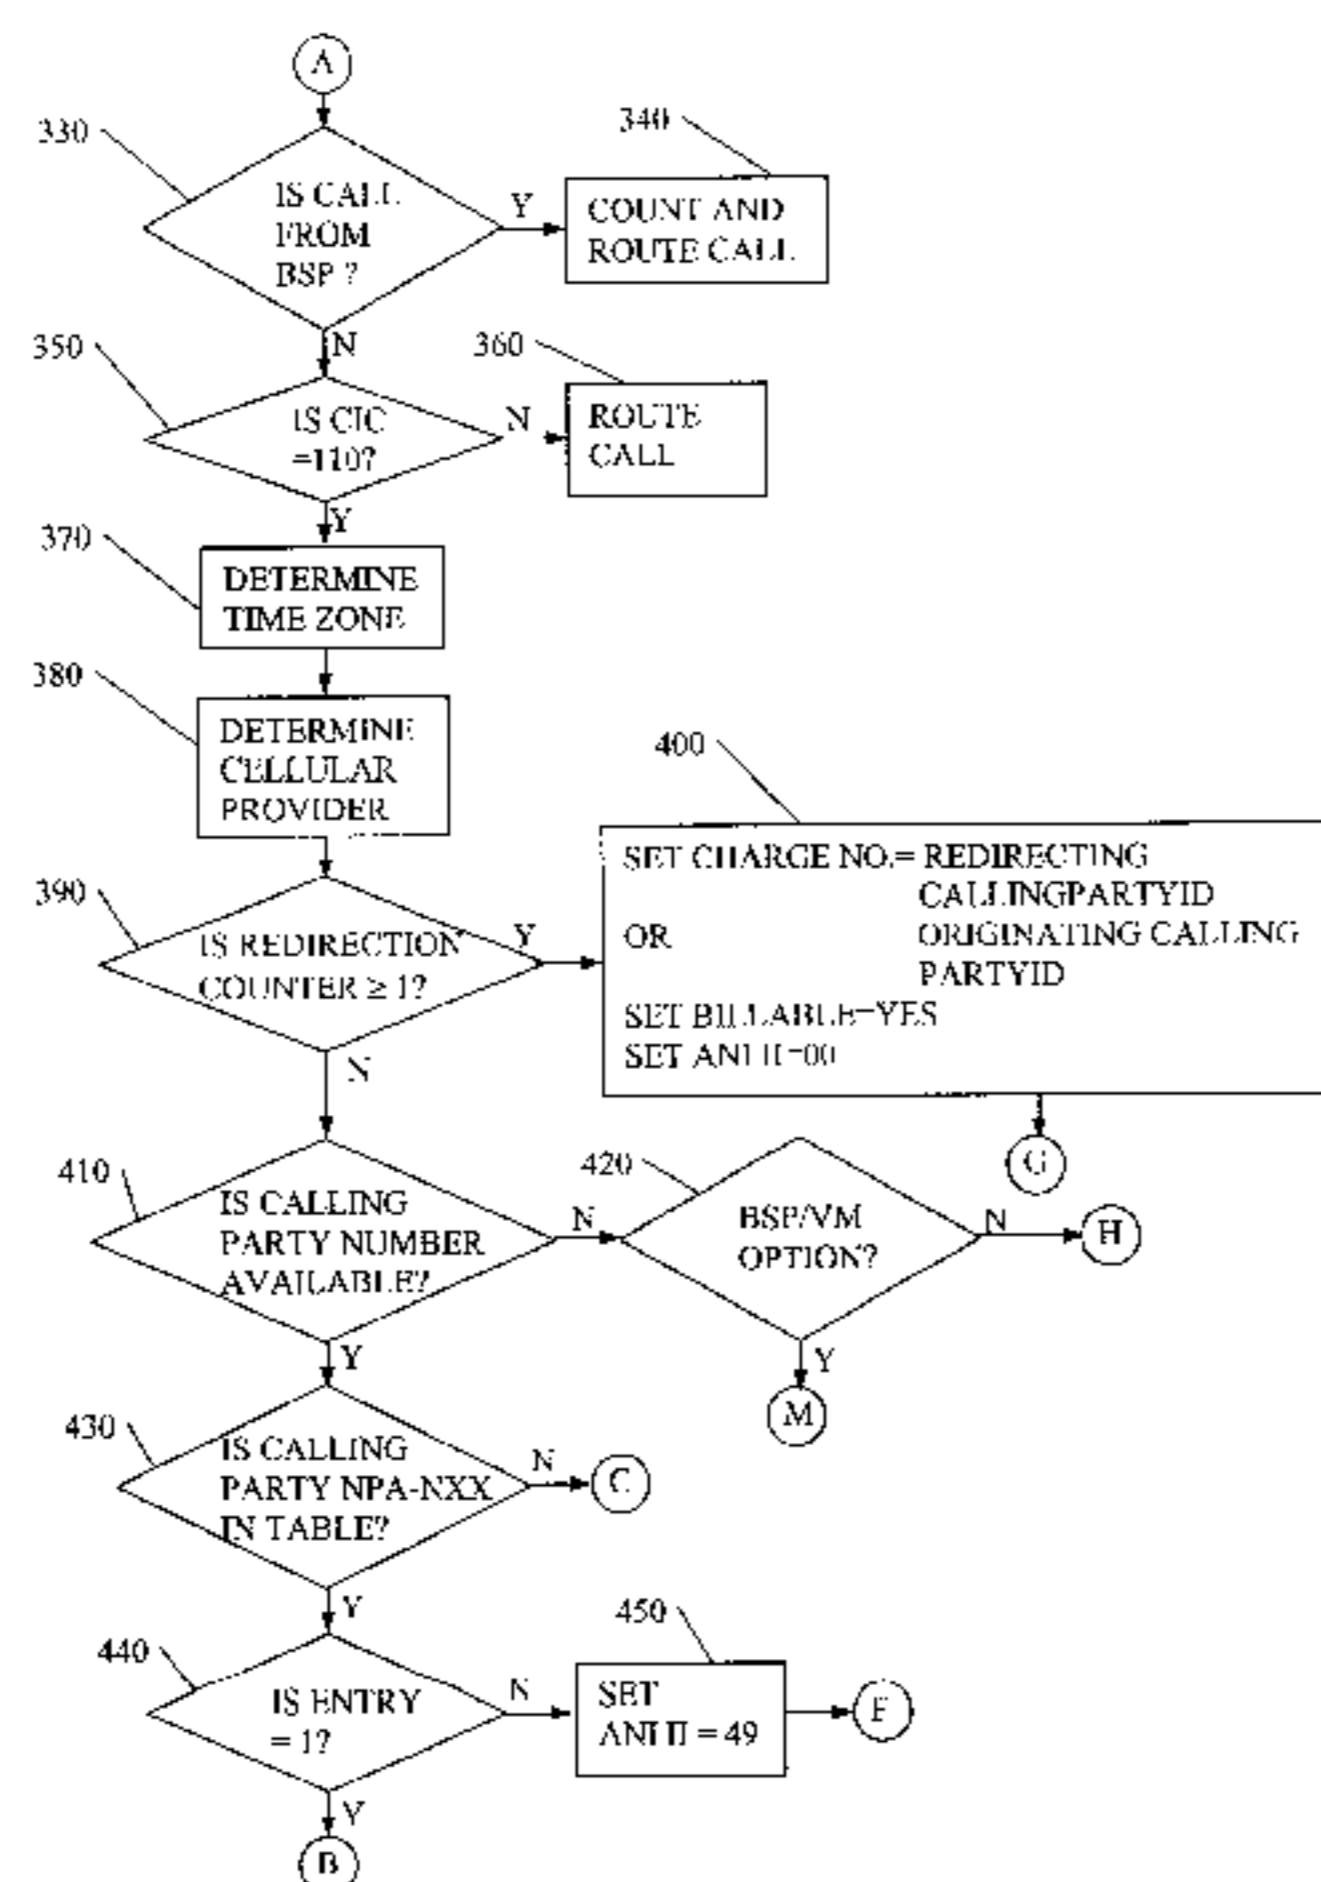 A
330
IS CALL
FROM
BSP ?
Y
340
COUNT AND
ROUTE CALL
N
350
IS CIC
=110?
N
360
ROUTE
CALL
Y
370
DETERMINE
TIME ZONE
380
DETERMINE
CELLULAR
PROVIDER
390
IS REDIRECTION
COUNTER ≥ 1?
Y
400
SET CHARGE NO.= REDIRECTING
CALLINGPARTYID
OR ORIGINATING CALLING
PARTYID
SET BILLABLE=YES
SET ANI II=00
G
N
410
IS CALLING
PARTY NUMBER
AVAILABLE?
N
420
BSP/VM
OPTION?
N
H
Y
M
Y
430
IS CALLING
PARTY NPA-NXX
IN TABLE?
N
C
Y
440
IS ENTRY
= 1?
N
450
SET
ANI II = 49
F
Y
B